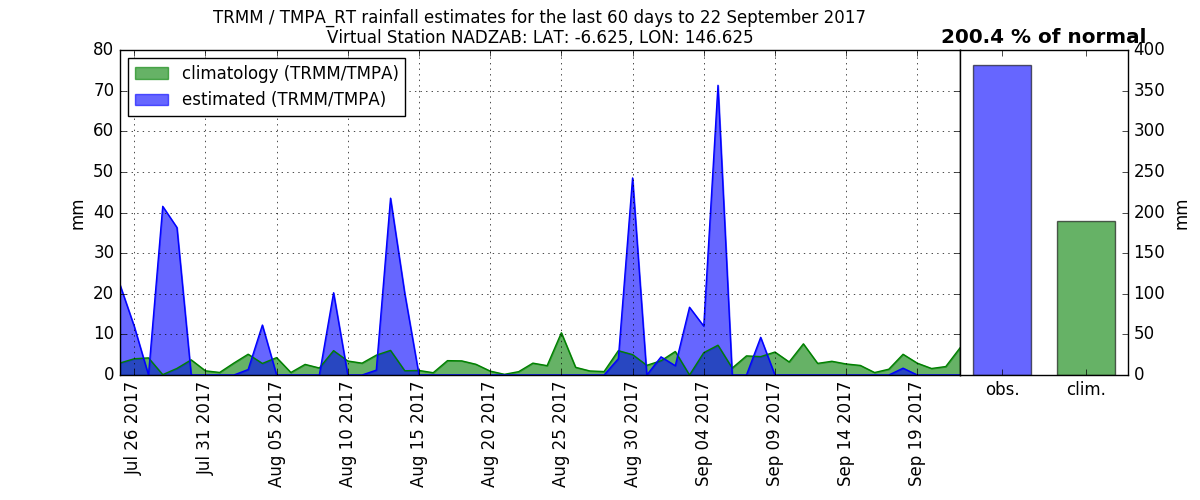 TRMM / TMPA_RT rainfall estimates for the last 60 days to 22 September 2017
Virtual Station NADZAB: LAT: -6.625, LON: 146.625
200.4 % of normal
climatology (TRMM/TMPA)
estimated (TRMM/TMPA)
mm
80
70
60
50
40
30
20
10
0
Jul 26 2017
Jul 31 2017
Aug 05 2017
Aug 10 2017
Aug 15 2017
Aug 20 2017
Aug 25 2017
Aug 30 2017
Sep 04 2017
Sep 09 2017
Sep 14 2017
Sep 19 2017
obs.
clim.
400
350
300
250
200
150
100
50
0
mm